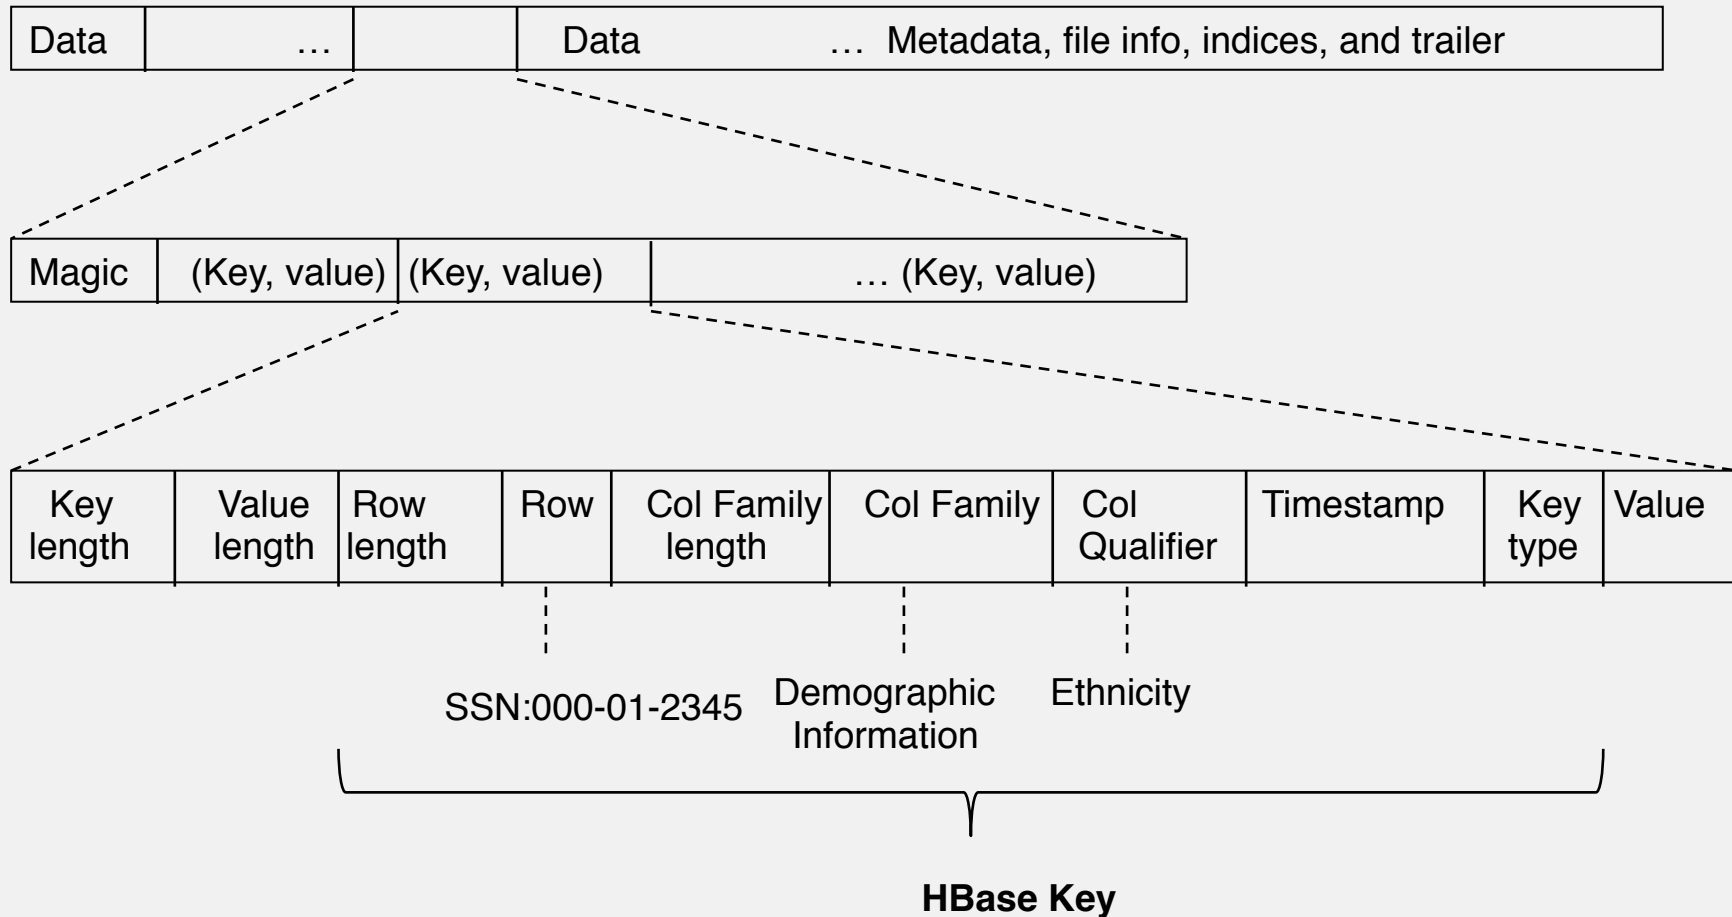 Data … Data … Metadata, file info, indices, and trailer
Magic (Key, value) (Key, value) … (Key, value)
Key length
Value length
Row length
Row
Col Family length
Col Family
Col Qualifier
Timestamp
Key type
Value
SSN:000-01-2345
Demographic
Information
Ethnicity
HBase Key